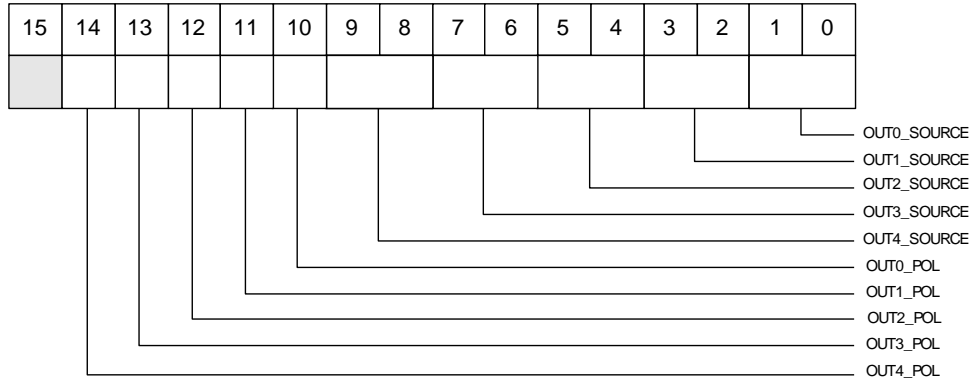 15 14 13 12 11 10 9 8 7 6 5 4 3 2 1 0
OUT0_SOURCE
OUT1_SOURCE
OUT2_SOURCE
OUT3_SOURCE
OUT4_SOURCE
OUT0_POL
OUT1_POL
OUT2_POL
OUT3_POL
OUT4_POL